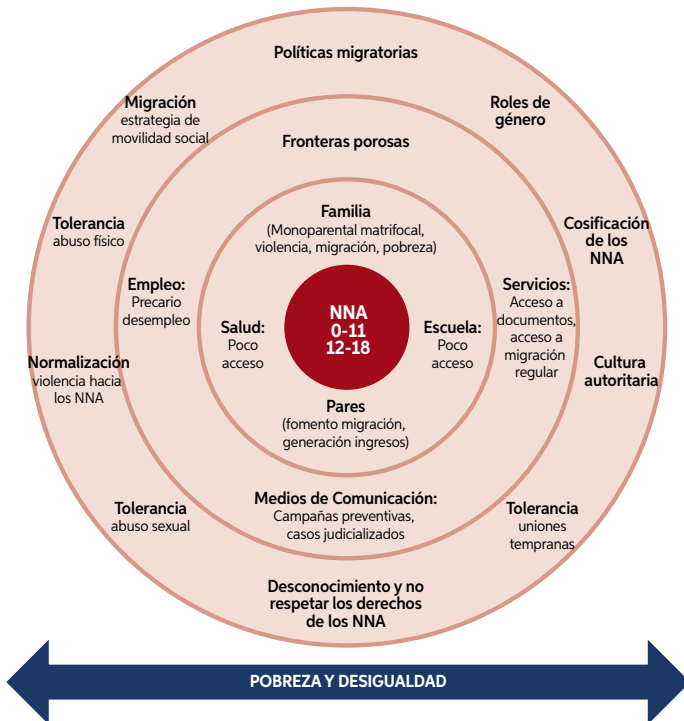 Políticas migratorias
Migración
estrategia de
movilidad social
Roles de
género
Fronteras porosas
Tolerancia
abuso físico
Familia
(Monoparental matrifocal,
violencia, migración, pobreza)
Cosificación
de los
NNA
Empleo:
Precario
desempleo
Servicios:
Acceso a
documentos,
acceso a
migración
regular
Salud:
Poco
acceso
NNA
0-11
12-18
Escuela:
Poco
acceso
Normalización
violencia hacia
los NNA
Cultura
autoritaria
Pares
(fomento migración,
generación ingresos)
Tolerancia
abuso sexual
Medios de Comunicación:
Campañas preventivas,
casos judicializados
Tolerancia
uniones
tempranas
Desconocimiento y no
respetar los derechos
de los NNA
POBREZA Y DESIGUALDAD